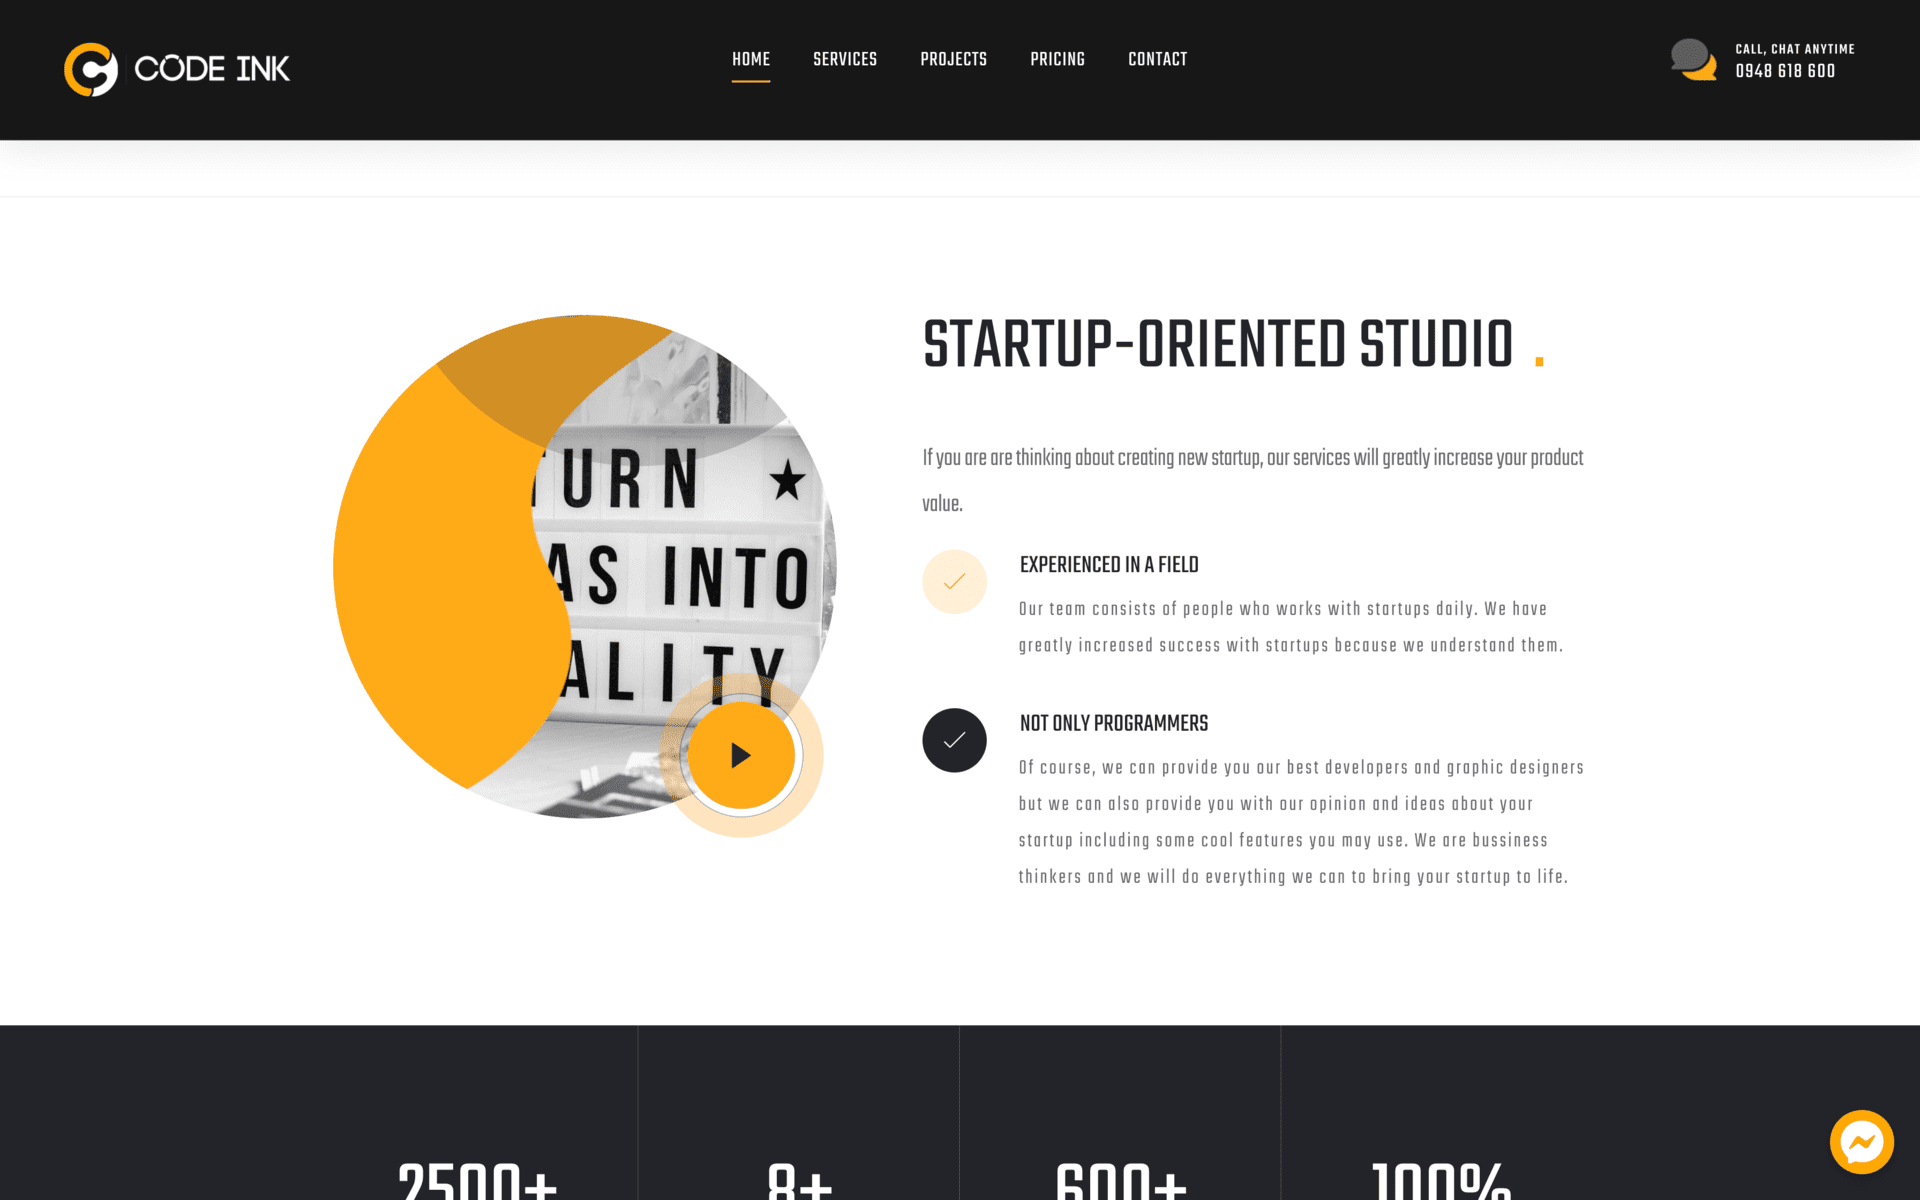 CODE INK
HOME SERVICES PROJECTS PRICING CONTACT
CALL, CHAT ANYTIME
0948 618 600
TURN ★
AS INTO
ALITY
STARTUP-ORIENTED STUDIO .
If you are are thinking about creating new startup, our services will greatly increase your product
value.
EXPERIENCED IN A FIELD
Our team consists of people who works with startups daily. We have
greatly increased success with startups because we understand them.
NOT ONLY PROGRAMMERS
Of course, we can provide you our best developers and graphic designers
but we can also provide you with our opinion and ideas about your
startup including some cool features you may use. We are bussiness
thinkers and we will do everything we can to bring your startup to life.
2500+ 8+ 600+ 100%